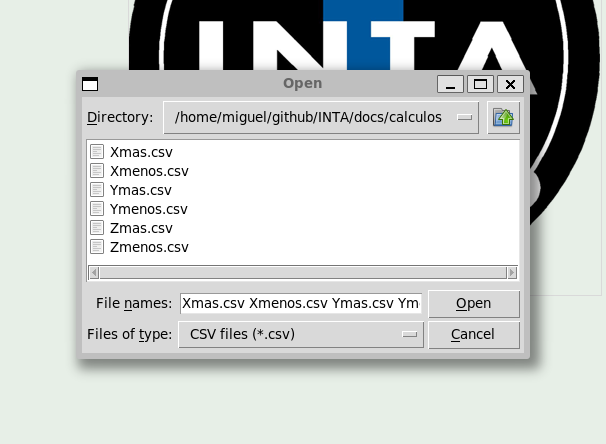 INTA
Open
Directory: /home/miguel/github/INTA/docs/calculos
Xmas.csv
Xmenos.csv
Ymas.csv
Ymenos.csv
Zmas.csv
Zmenos.csv
File names: Xmas.csv Xmenos.csv Ymas.csv Ym Open
Files of type: CSV files (*.csv) Cancel